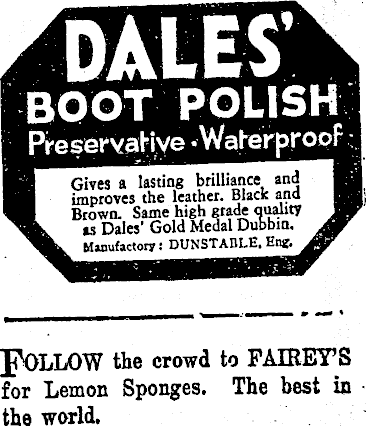 DALES'
BOOT POLISH
Preservative · Waterproof
Gives a lasting brilliance and
improves the leather. Black and
Brown. Same high grade quality
as Dales' Gold Medal Dubbin.
Manufactory: DUNSTABLE, Eng.
FOLLOW the crowd to FAIREY'S
for Lemon Sponges. The best in
the world.